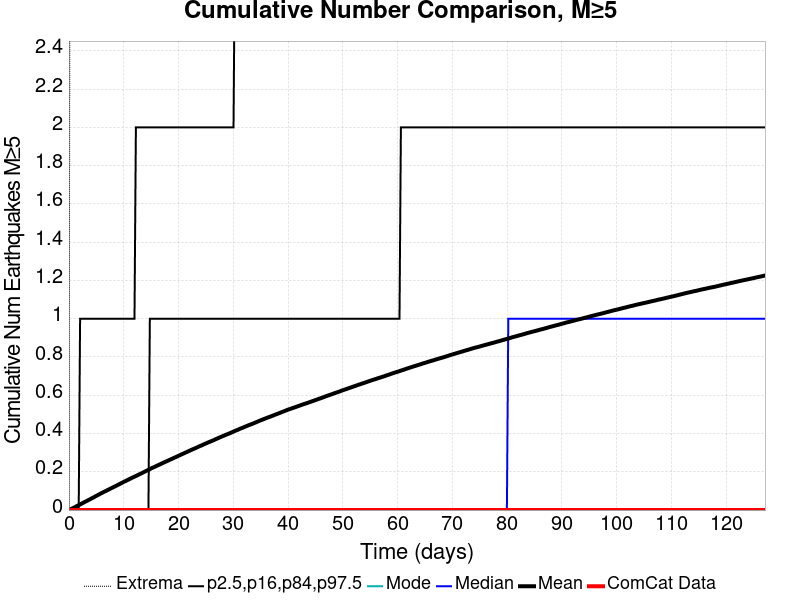 Cumulative Number Comparison, M≥5
Cumulative Num Earthquakes M≥5
2.4
2.2
2
1.8
1.6
1.4
1.2
1
0.8
0.6
0.4
0.2
0
0 10 20 30 40 50 60 70 80 90 100 110 120
Time (days)
Extrema p2.5,p16,p84,p97.5 Mode Median Mean ComCat Data